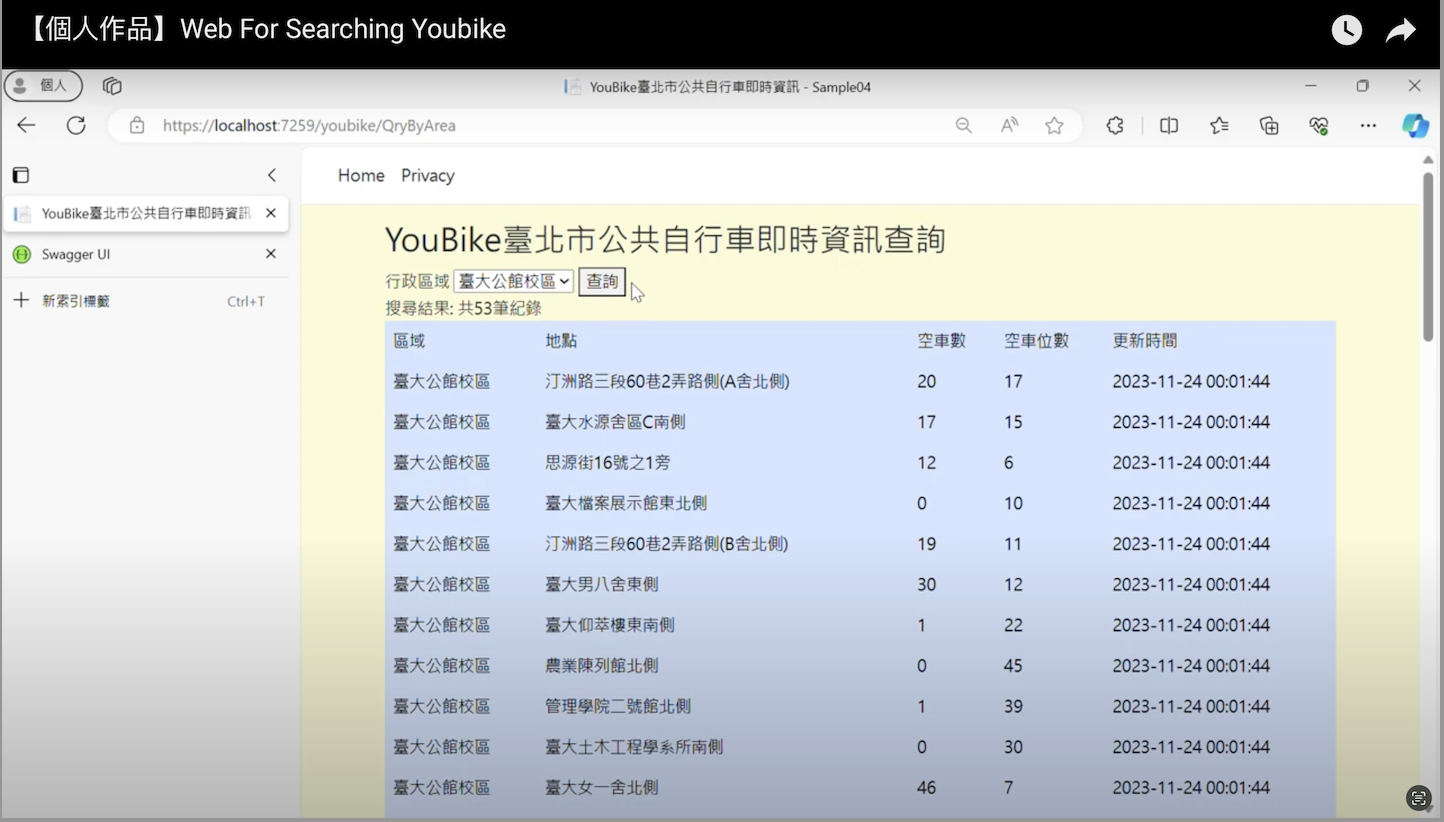 【個人作品】Web For Searching Youbike
個人
YouBike臺北市公共自行車即時資訊 - Sample04
https://localhost:7259/youbike/QryByArea
YouBike臺北市公共自行車即時資訊
Swagger UI
新索引標籤 Ctrl+T
Home Privacy
YouBike臺北市公共自行車即時資訊查詢
行政區域 臺大公館校區 查詢
搜尋結果: 共53筆紀錄
區域 地點 空車數 空車位數 更新時間
臺大公館校區 汀洲路三段60巷2弄路側(A舍北側) 20 17 2023-11-24 00:01:44
臺大公館校區 臺大水源舍區C南側 17 15 2023-11-24 00:01:44
臺大公館校區 思源街16號之1旁 12 6 2023-11-24 00:01:44
臺大公館校區 臺大檔案展示館東北側 0 10 2023-11-24 00:01:44
臺大公館校區 汀洲路三段60巷2弄路側(B舍北側) 19 11 2023-11-24 00:01:44
臺大公館校區 臺大男八舍東側 30 12 2023-11-24 00:01:44
臺大公館校區 臺大仰萃樓東南側 1 22 2023-11-24 00:01:44
臺大公館校區 農業陳列館北側 0 45 2023-11-24 00:01:44
臺大公館校區 管理學院二號館北側 1 39 2023-11-24 00:01:44
臺大公館校區 臺大土木工程學系所南側 0 30 2023-11-24 00:01:44
臺大公館校區 臺大女一舍北側 46 7 2023-11-24 00:01:44